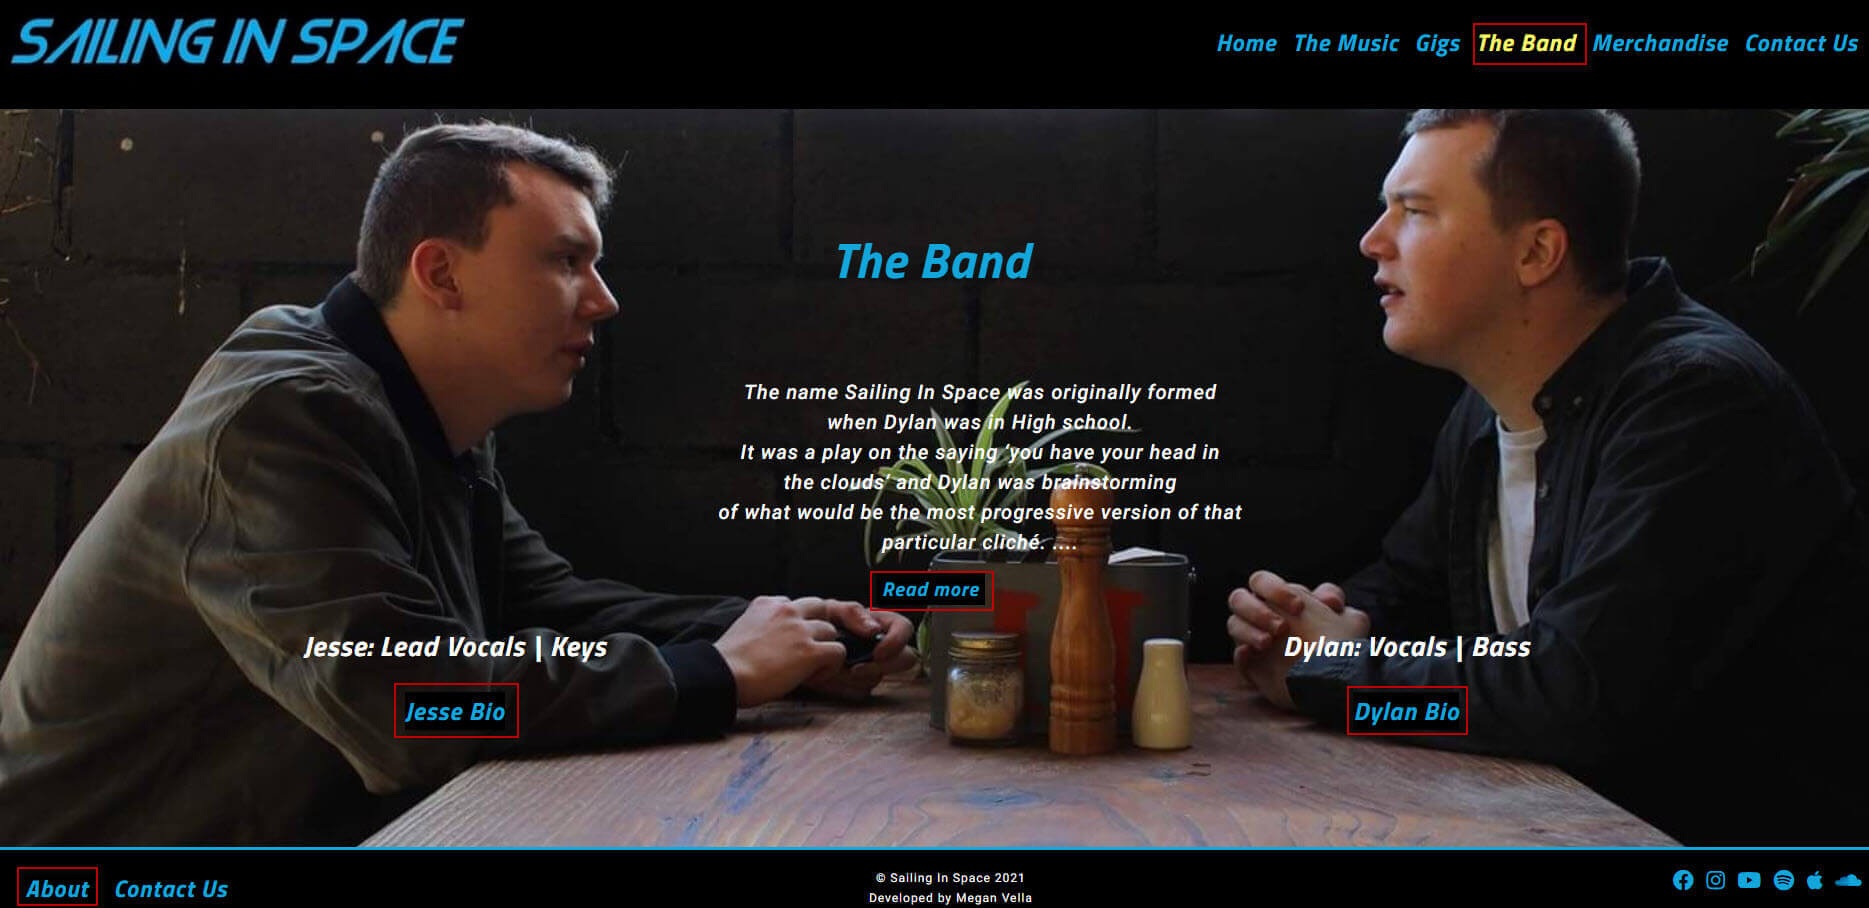 SAILING IN SPACE
Home The Music Gigs The Band Merchandise Contact Us
The Band
The name Sailing In Space was originally formed
when Dylan was in High school.
It was a play on the saying ‘you have your head in
the clouds’ and Dylan was brainstorming
of what would be the most progressive version of that
particular cliché. ....
Read more
Jesse: Lead Vocals | Keys
Jesse Bio
Dylan: Vocals | Bass
Dylan Bio
About Contact Us
© Sailing In Space 2021
Developed by Megan Vella